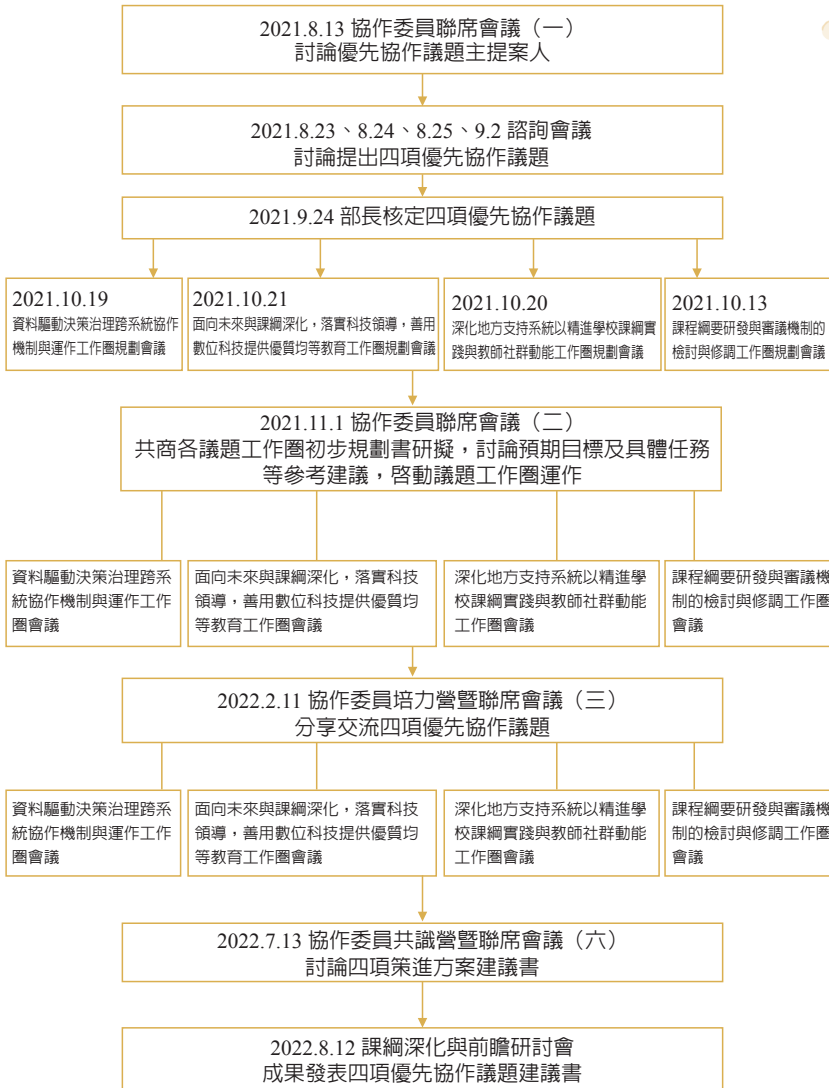 2021.8.13 協作委員聯席會議（一）
討論優先協作議題主提案人
2021.8.23、8.24、8.25、9.2 諮詢會議
討論提出四項優先協作議題
2021.9.24 部長核定四項優先協作議題
2021.10.19
資料驅動決策治理跨系統協作
機制與運作工作圈規劃會議
2021.10.21
面向未來與課綱深化，落實科技領導，善用
數位科技提供優質均等教育工作圈規劃會議
2021.10.20
深化地方支持系統以精進學校課綱實
踐與教師社群動能工作圈規劃會議
2021.10.13
課程綱要研發與審議機制的
檢討與修調工作圈規劃會議
2021.11.1 協作委員聯席會議（二）
共商各議題工作圈初步規劃書研擬，討論預期目標及具體任務
等參考建議，啓動議題工作圈運作
資料驅動決策治理跨系
統協作機制與運作工作
圈會議
面向未來與課綱深化，落實科技
領導，善用數位科技提供優質均
等教育工作圈會議
深化地方支持系統以精進學
校課綱實踐與教師社群動能
工作圈會議
課程綱要研發與審議機
制的檢討與修調工作圈
會議
2022.2.11 協作委員培力營暨聯席會議（三）
分享交流四項優先協作議題
資料驅動決策治理跨系
統協作機制與運作工作
圈會議
面向未來與課綱深化，落實科技
領導，善用數位科技提供優質均
等教育工作圈會議
深化地方支持系統以精進學
校課綱實踐與教師社群動能
工作圈會議
課程綱要研發與審議機
制的檢討與修調工作圈
會議
2022.7.13 協作委員共識營暨聯席會議（六）
討論四項策進方案建議書
2022.8.12 課綱深化與前瞻研討會
成果發表四項優先協作議題建議書